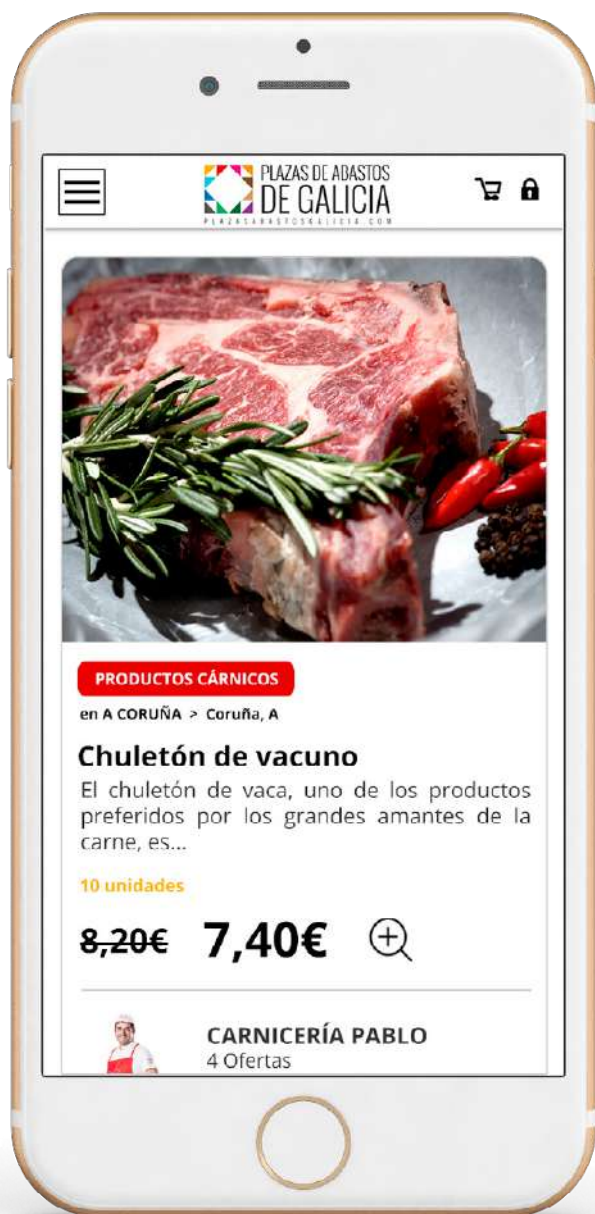 PLAZAS DE ABASTOS
DE GALICIA
PLAZASABASTOSGALICIA.COM
PRODUCTOS CÁRNICOS
en A CORUÑA > Coruña, A
Chuletón de vacuno
El chuletón de vaca, uno de los productos
preferidos por los grandes amantes de la
carne, es...
10 unidades
8,20€ 7,40€
CARNICERÍA PABLO
4 Ofertas